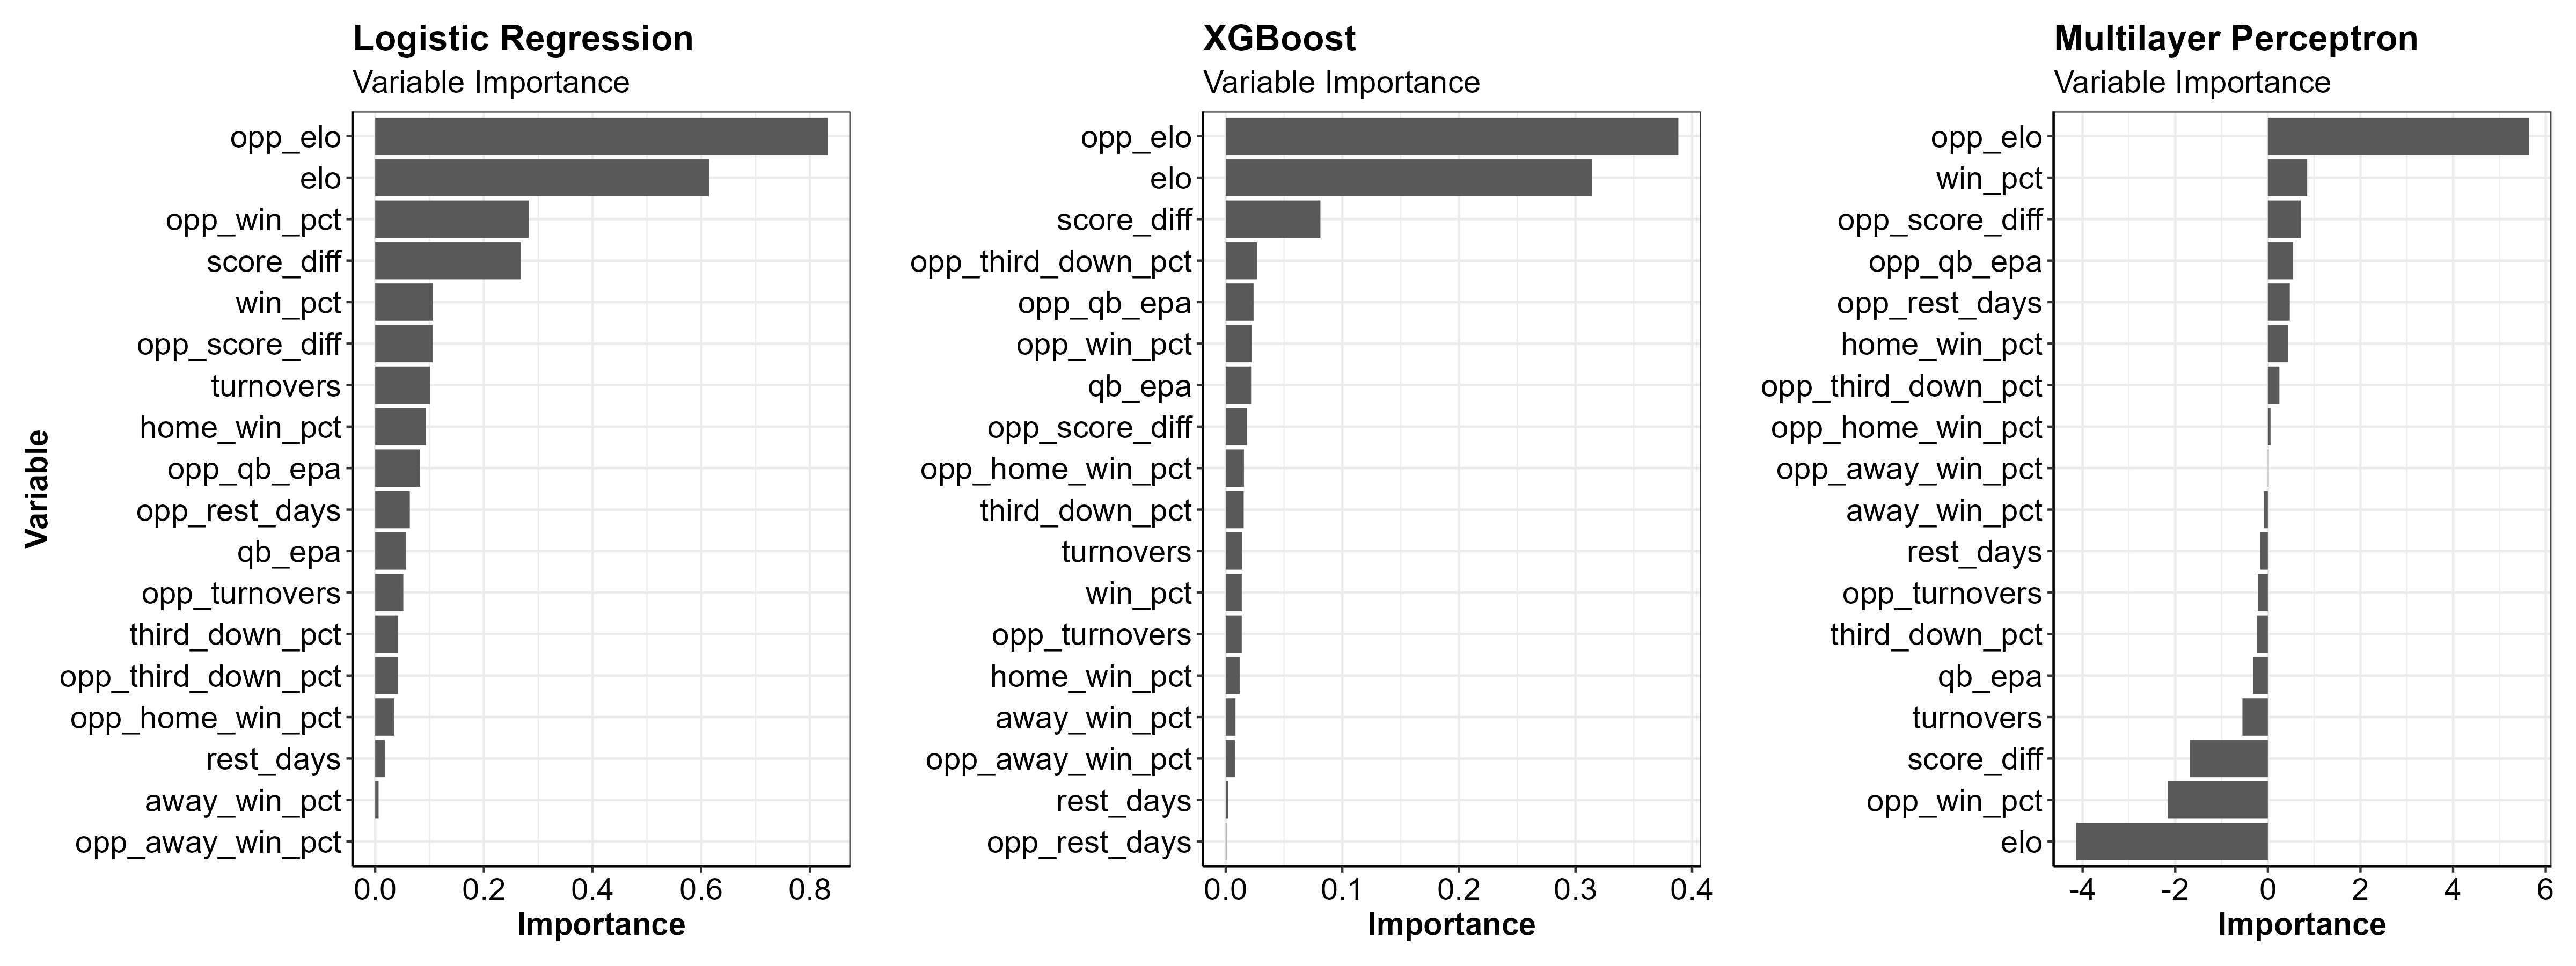 Logistic Regression
Variable Importance
Variable
opp_elo
elo
opp_win_pct
score_diff
win_pct
opp_score_diff
turnovers
home_win_pct
opp_qb_epa
opp_rest_days
qb_epa
opp_turnovers
third_down_pct
opp_third_down_pct
opp_home_win_pct
rest_days
away_win_pct
opp_away_win_pct
0.0 0.2 0.4 0.6 0.8
Importance
XGBoost
Variable Importance
opp_elo
elo
score_diff
opp_third_down_pct
opp_qb_epa
opp_win_pct
qb_epa
opp_score_diff
opp_home_win_pct
third_down_pct
turnovers
win_pct
opp_turnovers
home_win_pct
away_win_pct
opp_away_win_pct
rest_days
opp_rest_days
0.0 0.1 0.2 0.3 0.4
Importance
Multilayer Perceptron
Variable Importance
opp_elo
win_pct
opp_score_diff
opp_qb_epa
opp_rest_days
home_win_pct
opp_third_down_pct
opp_home_win_pct
opp_away_win_pct
away_win_pct
rest_days
opp_turnovers
third_down_pct
qb_epa
turnovers
score_diff
opp_win_pct
elo
-4 -2 0 2 4 6
Importance